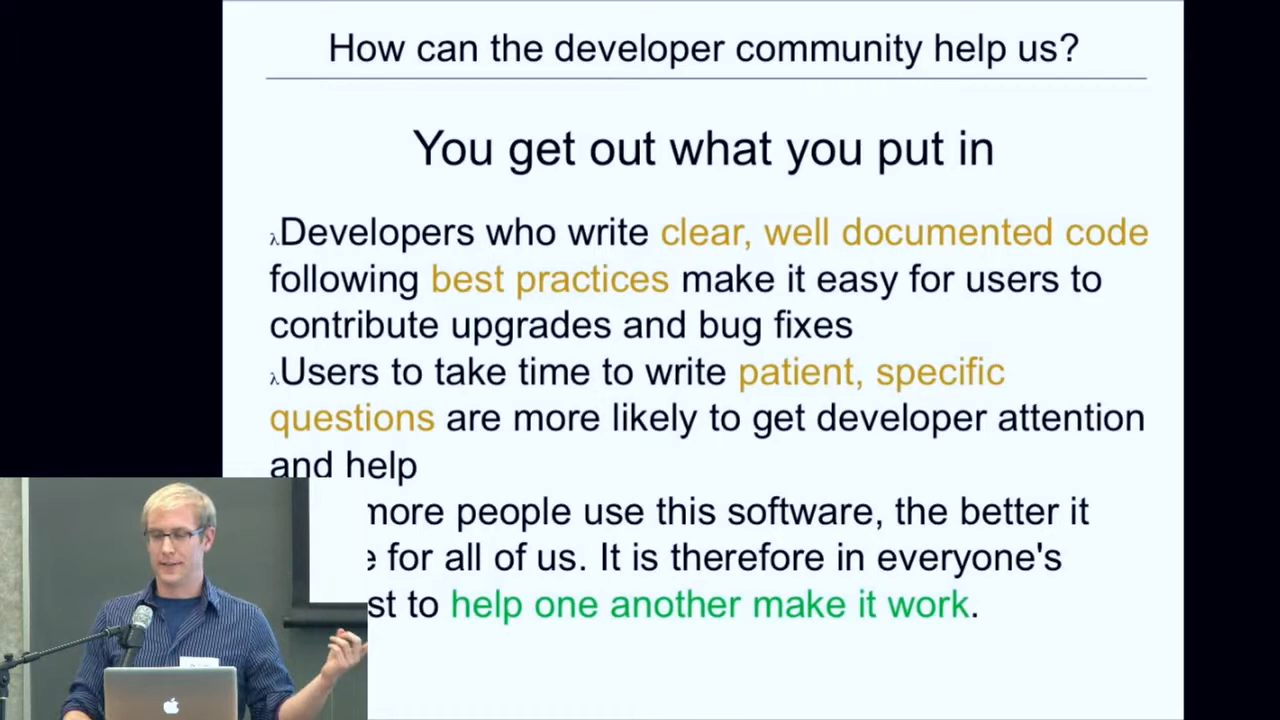 How can the developer community help us?
You get out what you put in
λDevelopers who write clear, well documented code
following best practices make it easy for users to
contribute upgrades and bug fixes
λUsers to take time to write patient, specific
questions are more likely to get developer attention
and help
more people use this software, the better it
e for all of us. It is therefore in everyone's
st to help one another make it work.